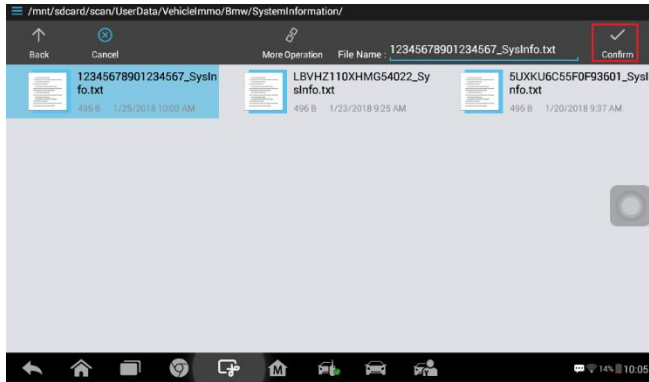 /mnt/sdcard/scan/UserData/VehicleImmo/Bmw/SystemInformation/
Back
Cancel
More Operation
File Name :
12345678901234567_SysInfo.txt
Confirm
12345678901234567_SysIn
fo.txt
496 B 1/25/2018 10:03 AM
LBVHZ110XHMG54022_Sy
sInfo.txt
496 B 1/23/2018 9:25 AM
5UXKU6C55F0F93601_SysI
nfo.txt
496 B 1/20/2018 9:37 AM
M
14%
10:05